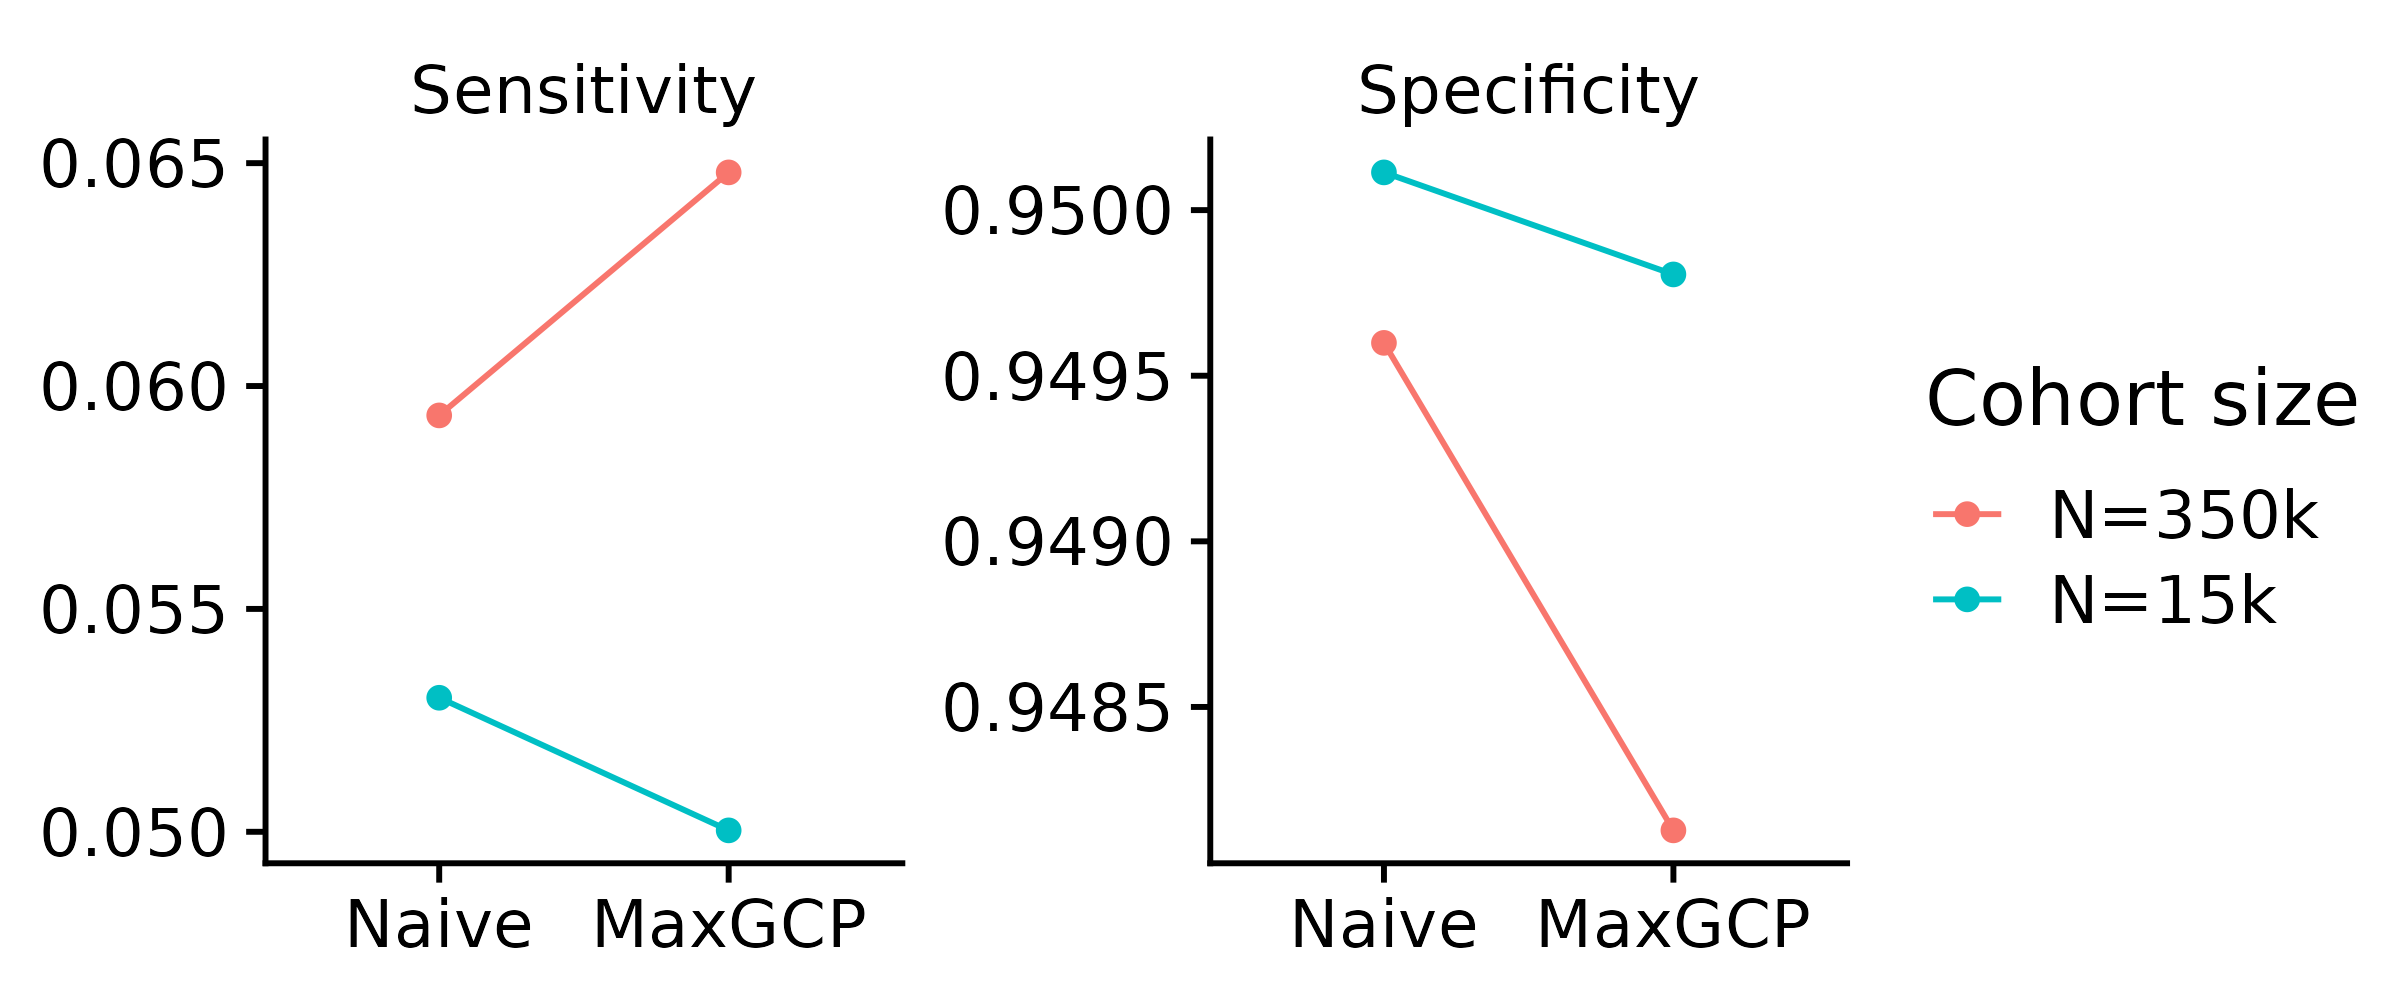 Sensitivity
0.065
0.060
0.055
0.050
Naive MaxGCP
Specificity
0.9500
0.9495
0.9490
0.9485
Naive MaxGCP
Cohort size
N=350k
N=15k